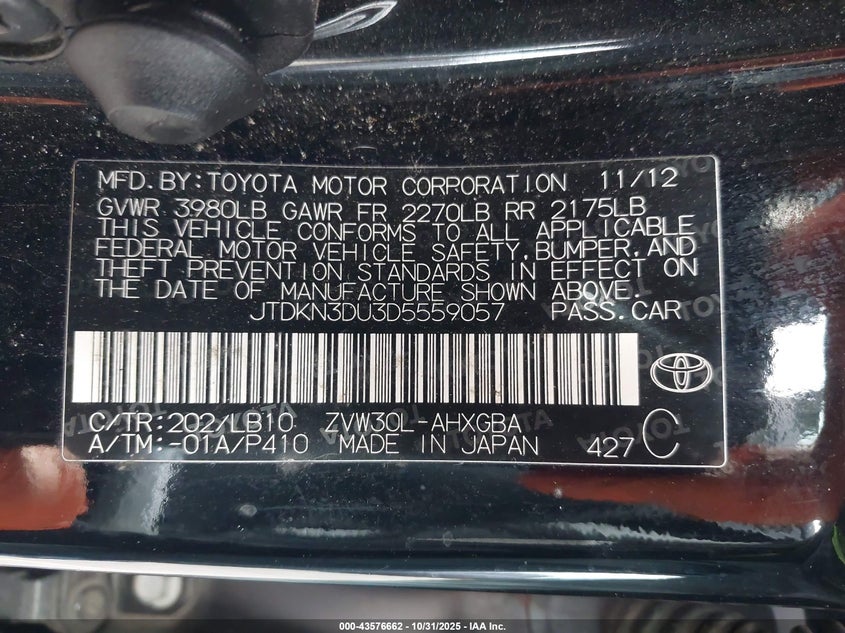 MFD.BY:TOYOTA MOTOR CORPORATION 11/12
GVWR 3980LB GAWR FR 2270LB RR 2175LB
THIS VEHICLE CONFORMS TO ALL APPLICABLE
FEDERAL MOTOR VEHICLE SAFETY,BUMPER,AND
THEFT PREVENTION STANDARDS IN EFFECT ON
THE DATE OF MANUFACTURE SHOWN ABOVE.
JTDKN3DU3D5559057 PASS.CAR
C/TR:202/LB10 ZVW30L-AHXGBA
A/TM:-01A/P410 MADE IN JAPAN 427 C
000-43576662 - 10/31/2025 - IAA Inc.